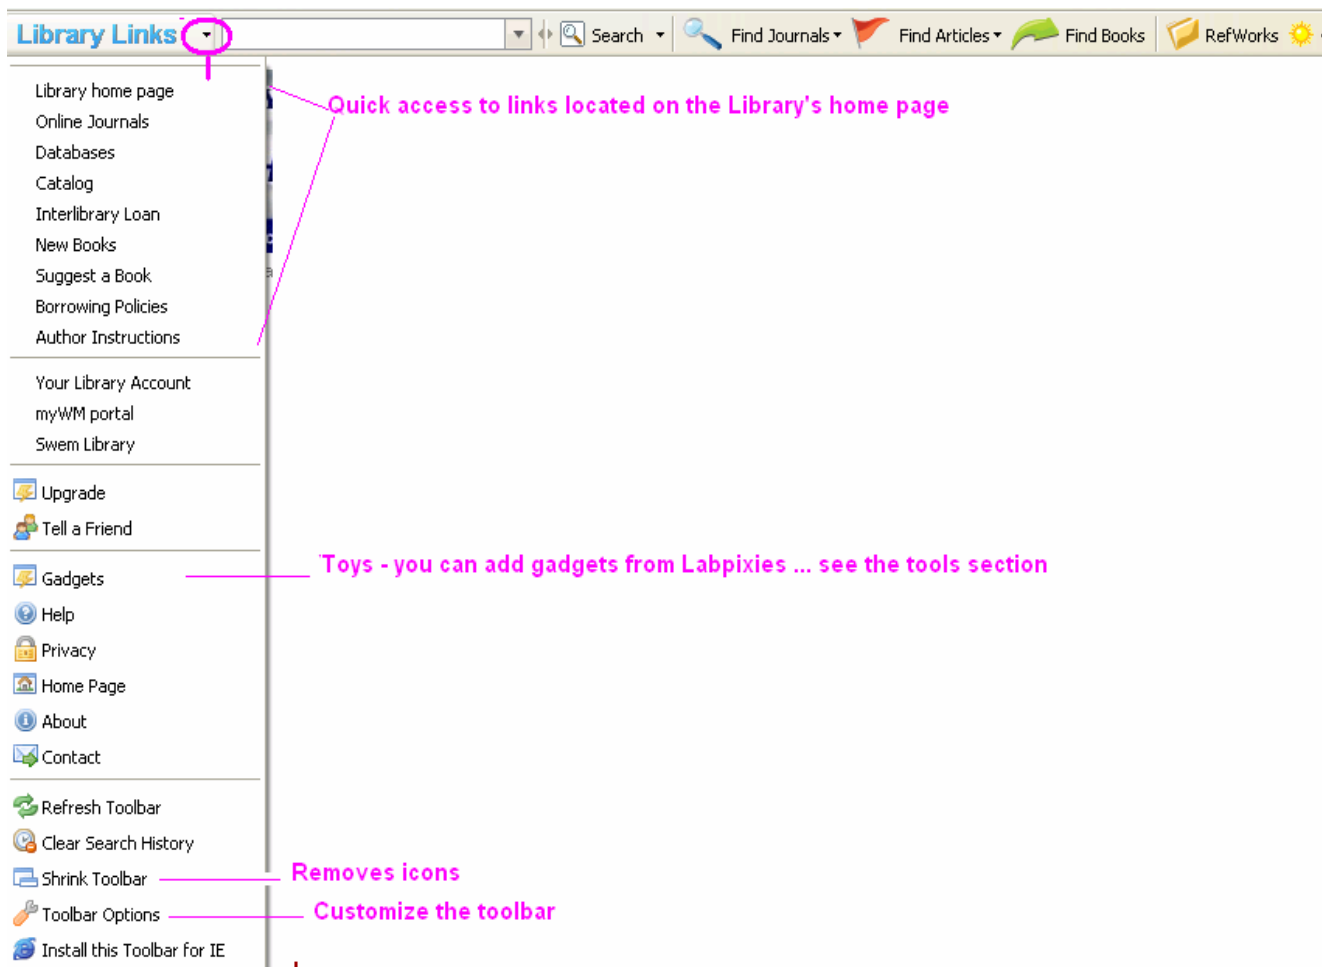 Library Links
Search
Find Journals
Find Articles
Find Books
RefWorks
Library home page
Quick access to links located on the Library's home page
Online Journals
Databases
Catalog
Interlibrary Loan
New Books
Suggest a Book
Borrowing Policies
Author Instructions
Your Library Account
myWM portal
Swem Library
Upgrade
Tell a Friend
Gadgets
Toys - you can add gadgets from Labpixies ... see the tools section
Help
Privacy
Home Page
About
Contact
Refresh Toolbar
Clear Search History
Shrink Toolbar
Removes icons
Toolbar Options
Customize the toolbar
Install this Toolbar for IE